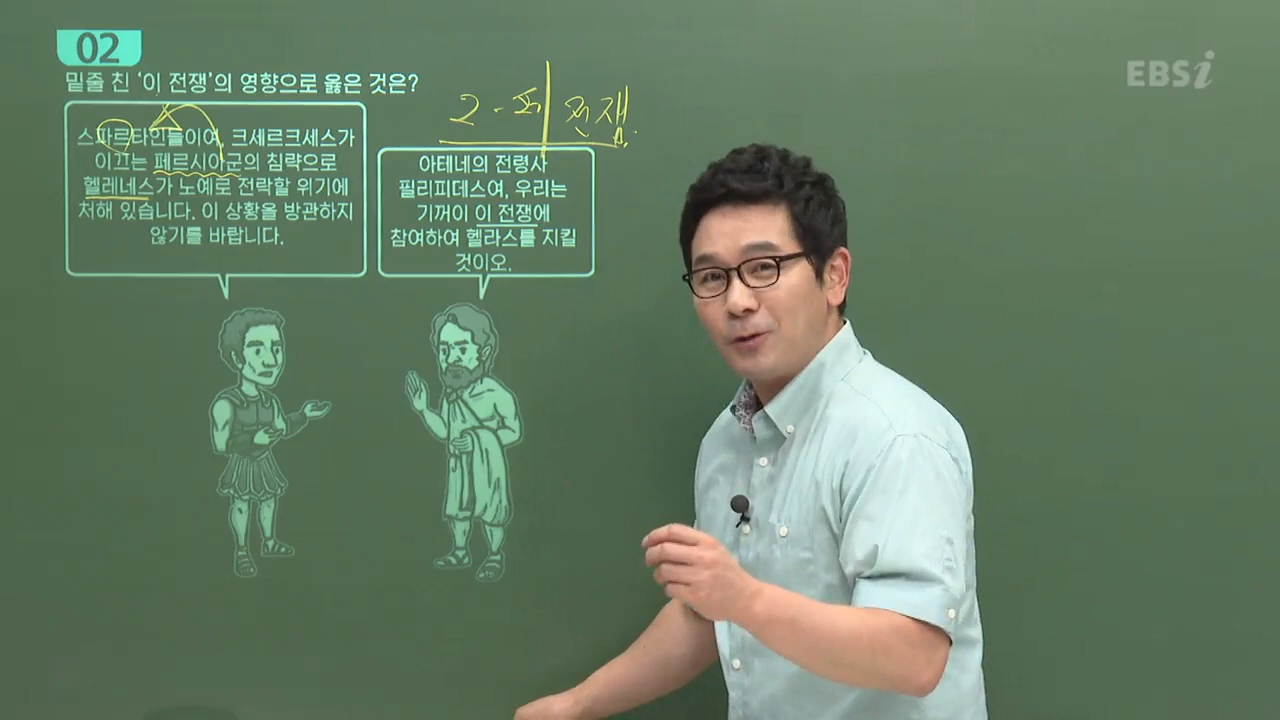 02
EBSi
밑줄 친 '이 전쟁'의 영향으로 옳은 것은?
스파르타인들이여, 크세르크세스가
이끄는 페르시아군의 침략으로
헬레네스가 노예로 전락할 위기에
처해 있습니다. 이 상황을 방관하지
않기를 바랍니다.
전쟁.
아테네의 전령사
필리피데스여, 우리는
기꺼이 이 전쟁에
참여하여 헬라스를 지킬
것이오.